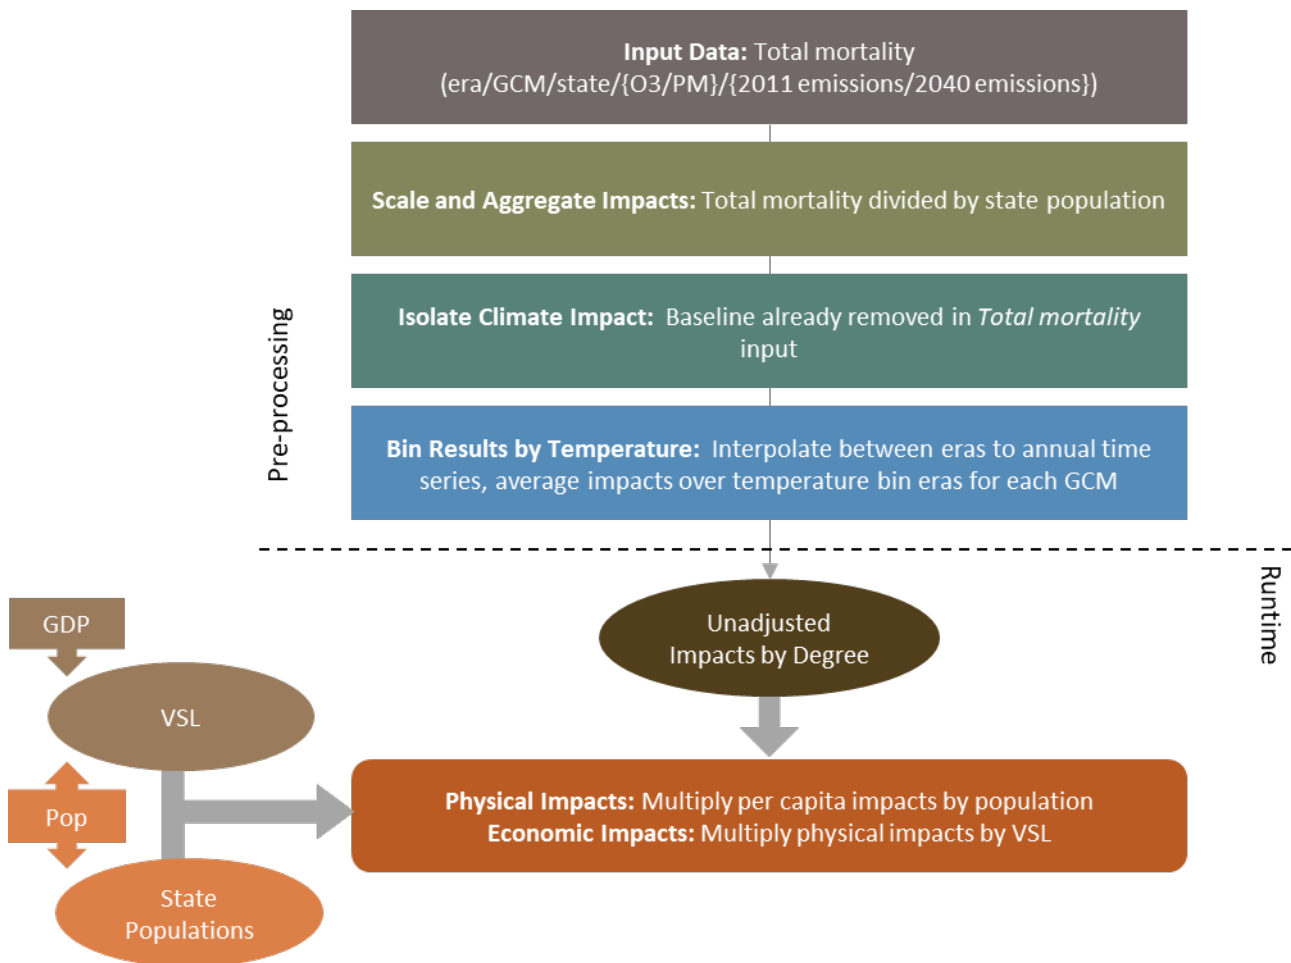 Input Data: Total mortality
(era/GCM/state/{O3/PM}/{2011 emissions/2040 emissions})
Scale and Aggregate Impacts: Total mortality divided by state population
Isolate Climate Impact: Baseline already removed in Total mortality
input
Bin Results by Temperature: Interpolate between eras to annual time
series, average impacts over temperature bin eras for each GCM
Pre-processing
Runtime
Unadjusted
Impacts by Degree
GDP
VSL
Pop
State
Populations
Physical Impacts: Multiply per capita impacts by population
Economic Impacts: Multiply physical impacts by VSL